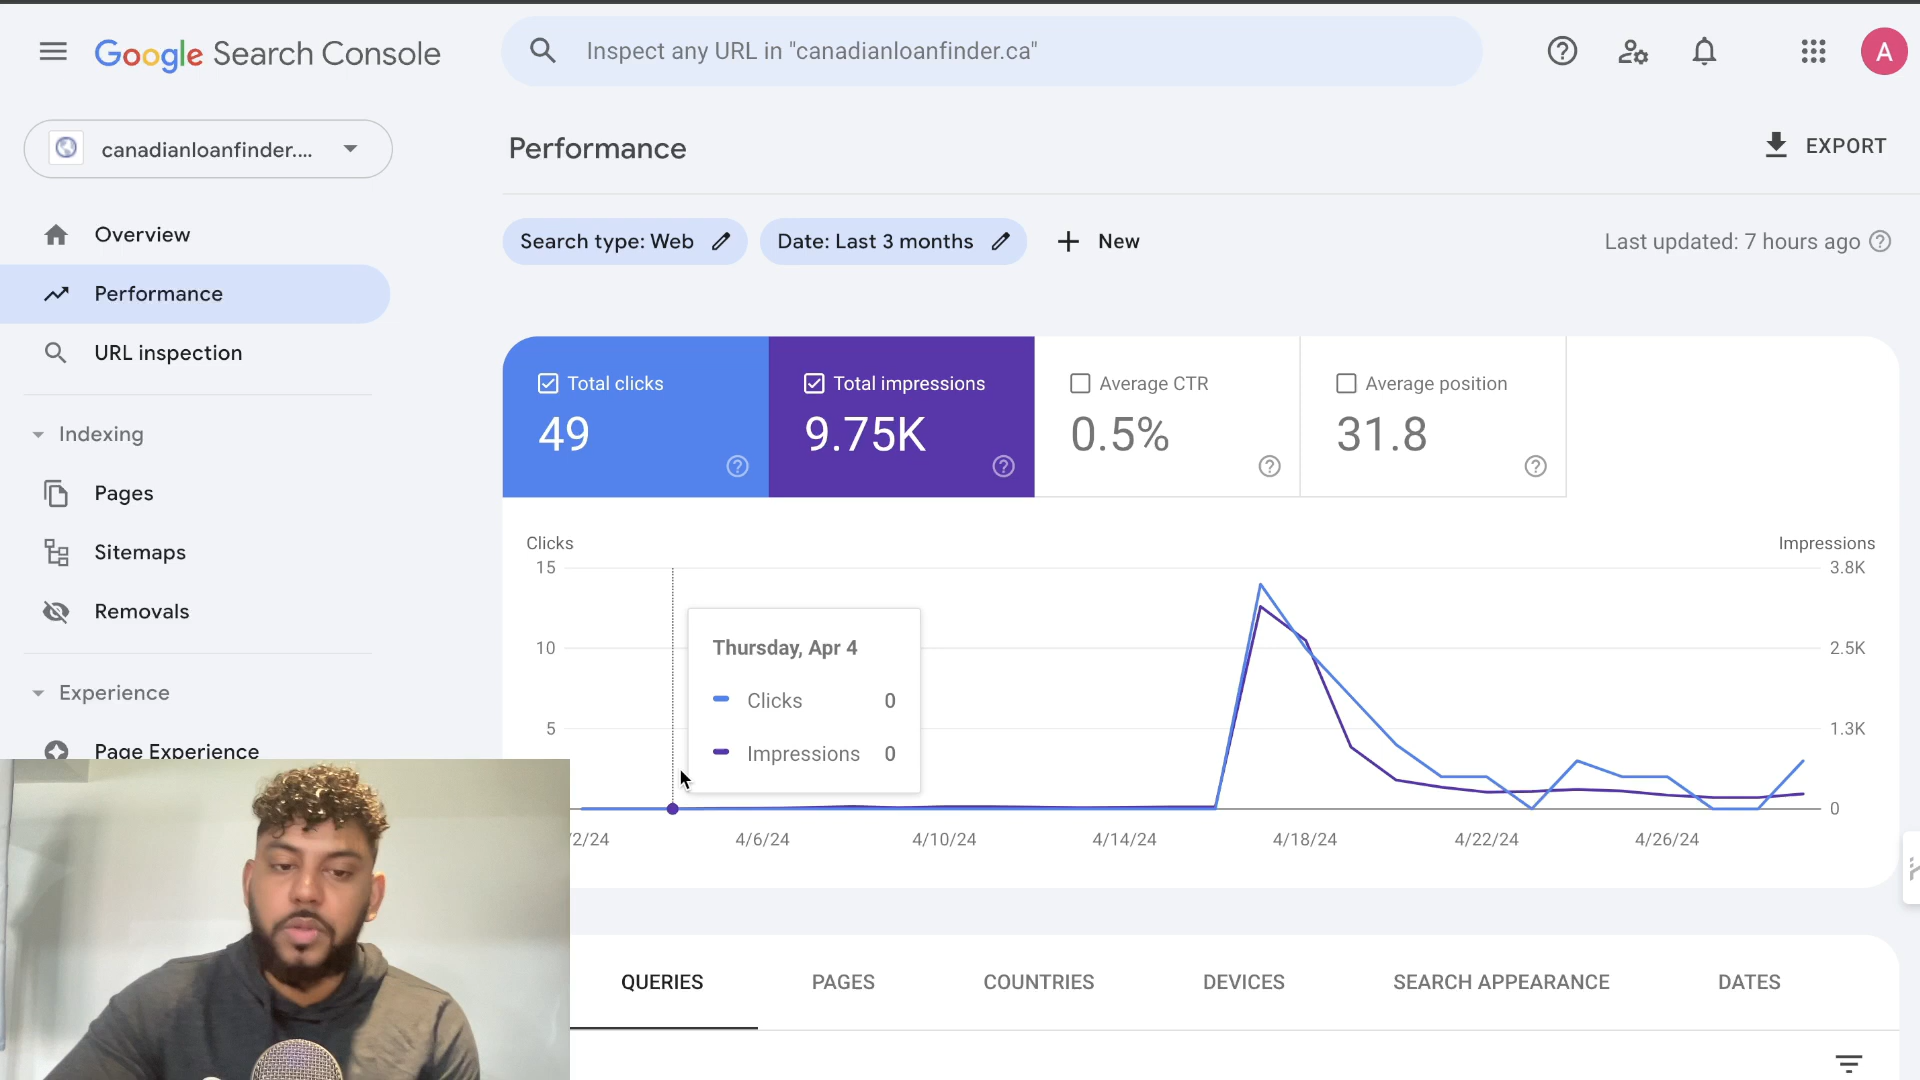 Google Search Console
Inspect any URL in "canadianloanfinder.ca"
A
canadianloanfinder....
Performance
EXPORT
Overview
Performance
URL inspection
Search type: Web
Date: Last 3 months
New
Last updated: 7 hours ago
Indexing
Pages
Sitemaps
Removals
Experience
Page Experience
Total clicks
49
Total impressions
9.75K
Average CTR
0.5%
Average position
31.8
Clicks
Impressions
15
3.8K
10
2.5K
5
1.3K
0
Thursday, Apr 4
Clicks 0
Impressions 0
/2/24
4/6/24
4/10/24
4/14/24
4/18/24
4/22/24
4/26/24
QUERIES
PAGES
COUNTRIES
DEVICES
SEARCH APPEARANCE
DATES